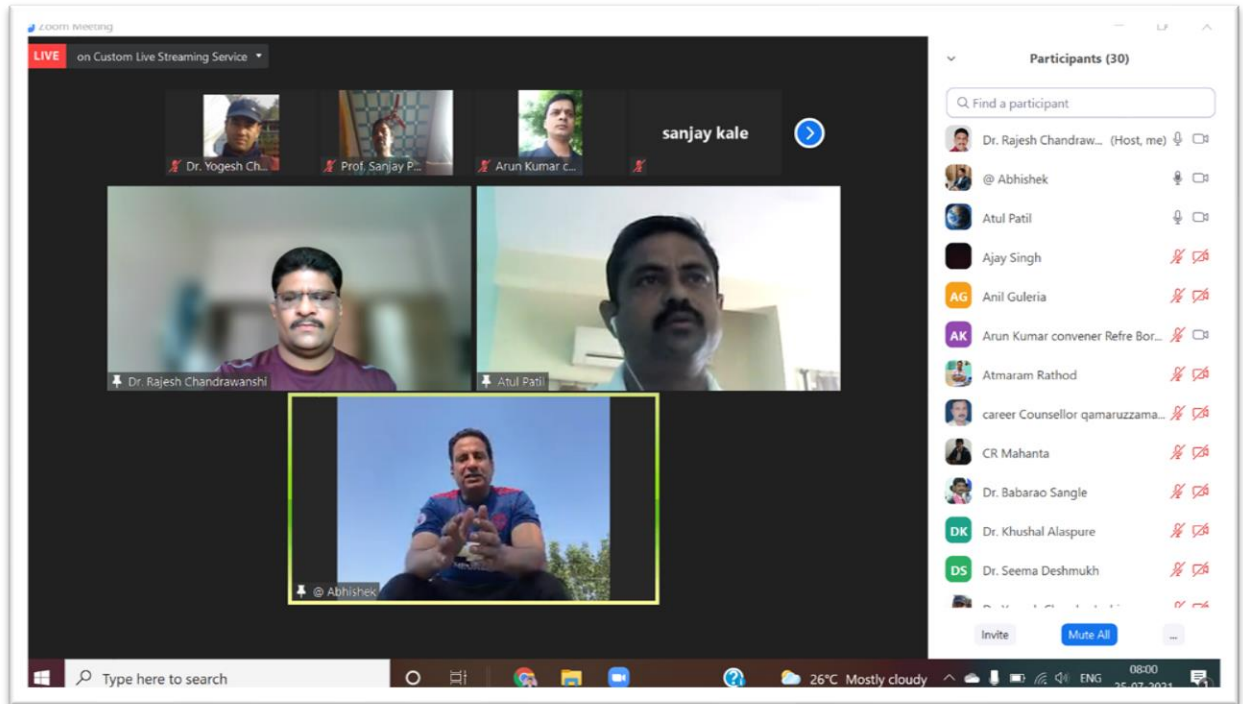 Zoom Meeting
LIVE on Custom Live Streaming Service
Dr. Yogesh Ch...
Prof. Sanjay P...
Arun Kumar c...
sanjay kale
Dr. Rajesh Chandrawanshi
Atul Patil
@ Abhishek
Participants (30)
Find a participant
Dr. Rajesh Chandraw... (Host, me)
@ Abhishek
Atul Patil
Ajay Singh
AG Anil Guleria
AK Arun Kumar convener Refre Bor...
Atmaram Rathod
career Counsellor qamaruzzama...
CR Mahanta
Dr. Babarao Sangle
DK Dr. Khushal Alaspure
DS Dr. Seema Deshmukh
Invite
Mute All
...
Type here to search
26°C Mostly cloudy
ENG
08:00
25-07-2021